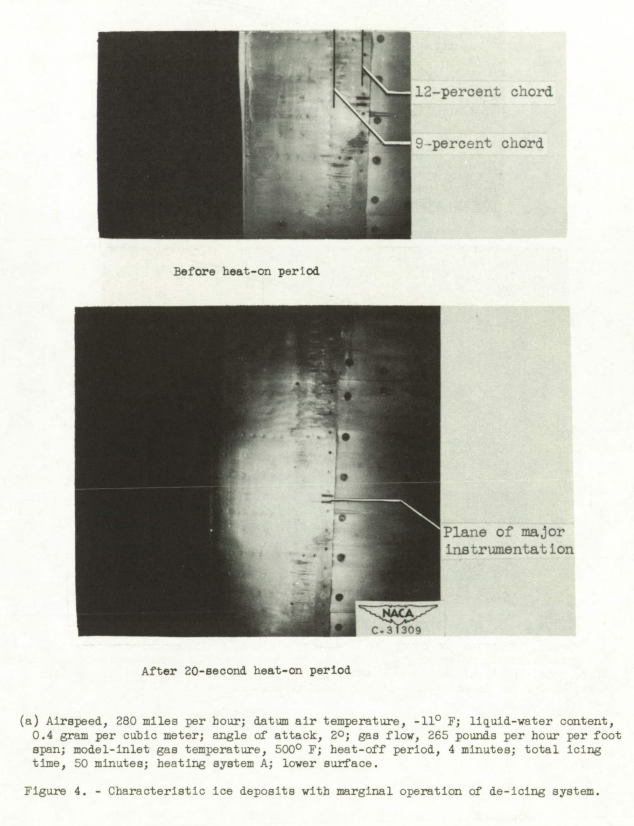 12-percent chord
9-percent chord
Before heat-on period
Plane of major
instrumentation
NACA
C-31309
After 20-second heat-on period
(a) Airspeed, 280 miles per hour; datum air temperature, -11° F; liquid-water content,
0.4 gram per cubic meter; angle of attack, 2°; gas flow, 265 pounds per hour per foot
span; model-inlet gas temperature, 500° F; heat-off period, 4 minutes; total icing
time, 50 minutes; heating system A; lower surface.
Figure 4. - Characteristic ice deposits with marginal operation of de-icing system.